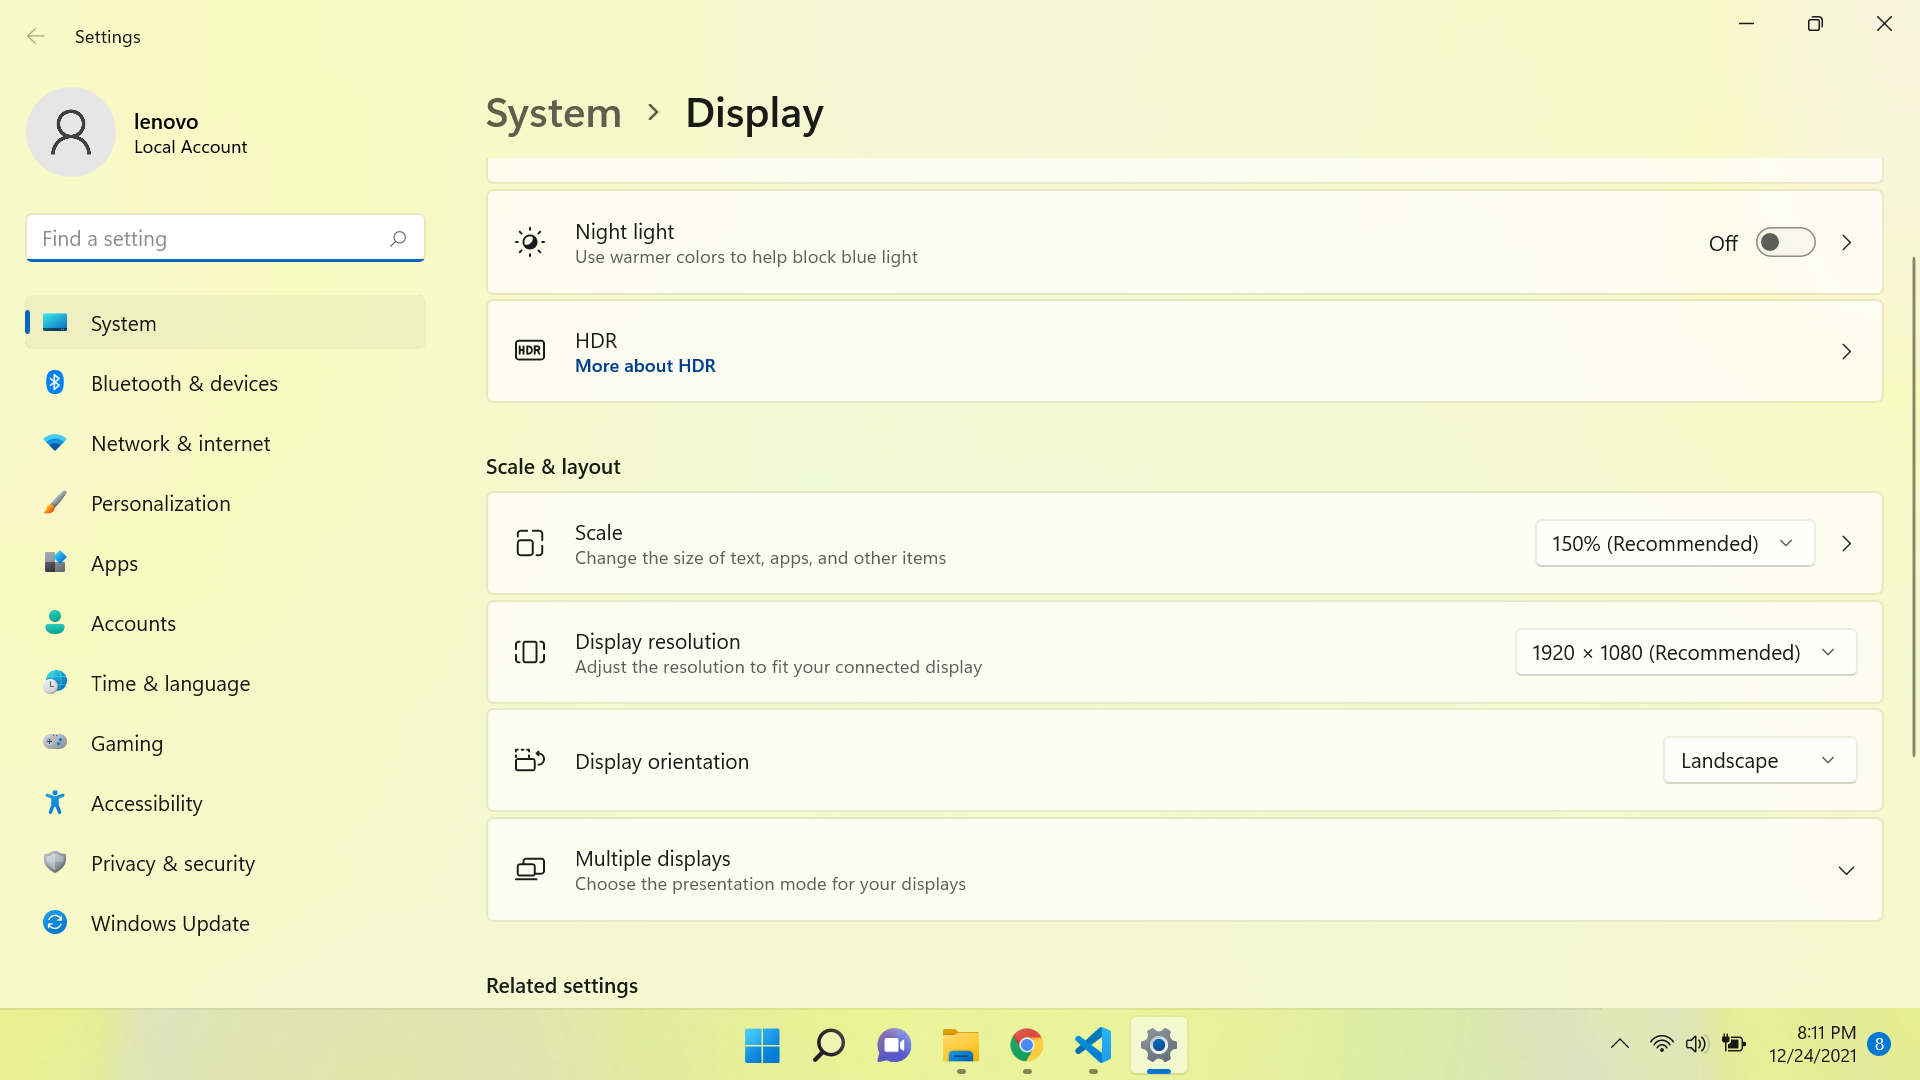 Settings
lenovo
Local Account
Find a setting
System
Bluetooth & devices
Network & internet
Personalization
Apps
Accounts
Time & language
Gaming
Accessibility
Privacy & security
Windows Update
System > Display
Night light
Use warmer colors to help block blue light
Off
HDR
HDR
More about HDR
Scale & layout
Scale
Change the size of text, apps, and other items
150% (Recommended)
Display resolution
Adjust the resolution to fit your connected display
1920 × 1080 (Recommended)
Display orientation
Landscape
Multiple displays
Choose the presentation mode for your displays
Related settings
8:11 PM
12/24/2021
8